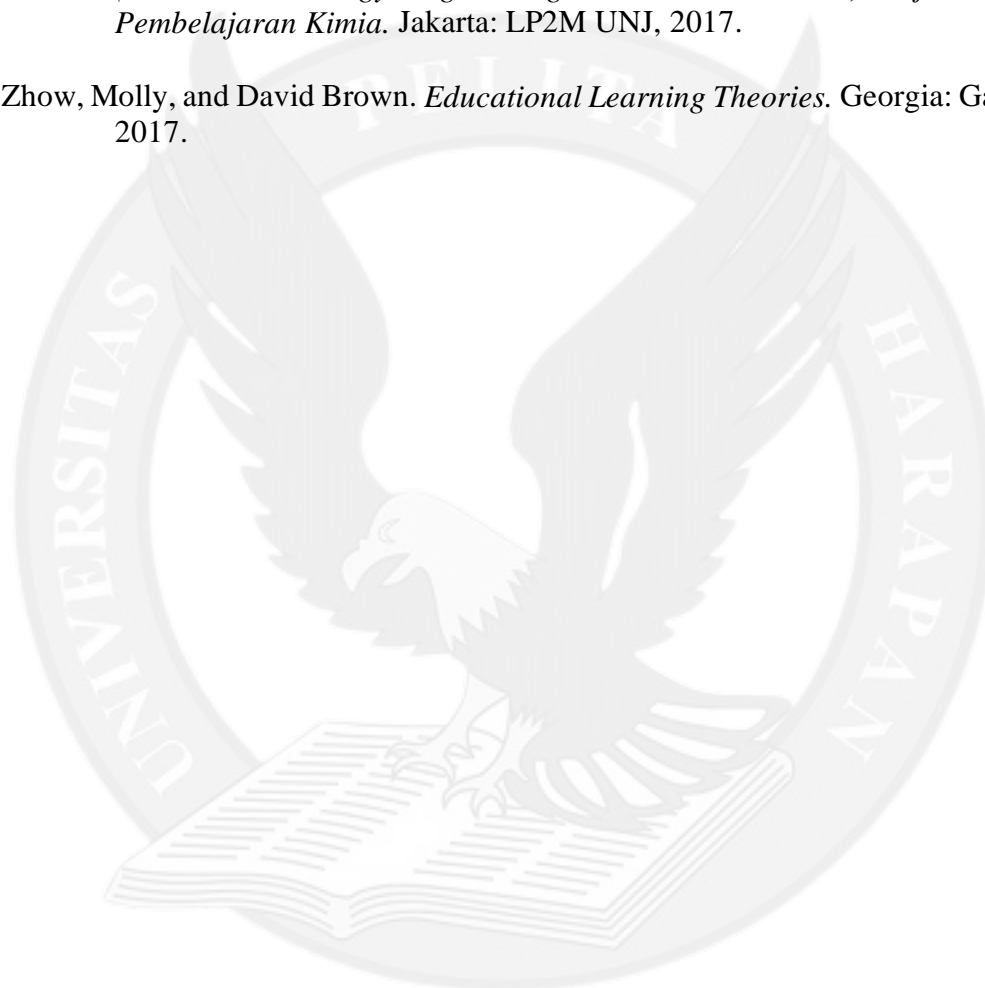 Pembelajaran Kimia. Jakarta: LP2M UNJ, 2017.
Zhow, Molly, and David Brown. Educational Learning Theories. Georgia:
2017.
UNIVERSITAS PELITA HARAPAN